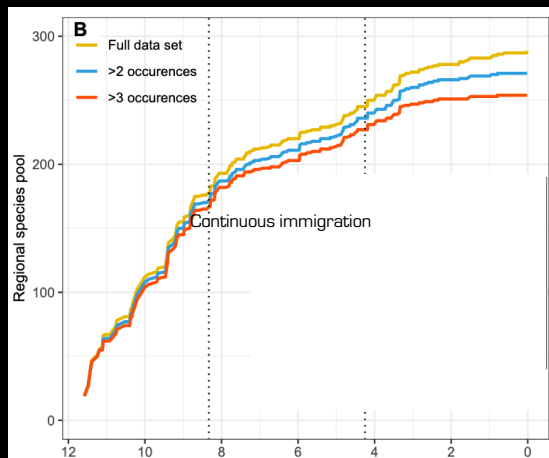 B
Full data set
>2 occurences
>3 occurences
300
200
100
0
Regional species pool
Continuous immigration
12 10 8 6 4 2 0